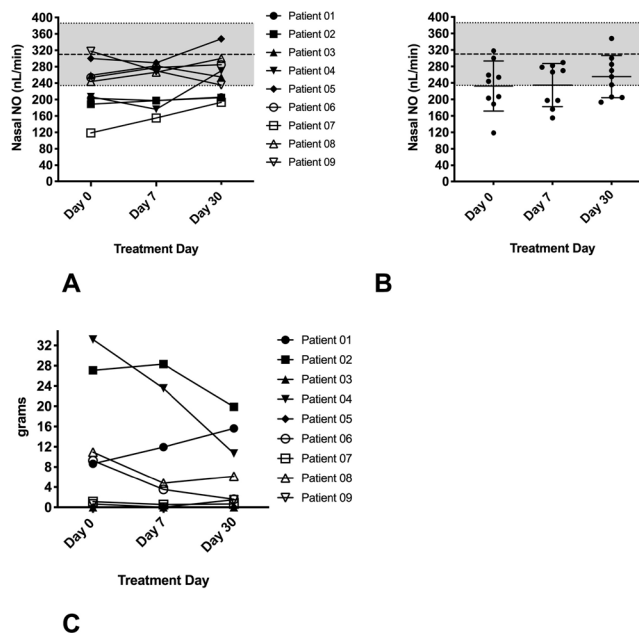 400
360
320
280
240
200
160
120
80
40
0
Nasal NO (nL/min)
Day 0
Day 7
Day 30
Treatment Day
Patient 01
Patient 02
Patient 03
Patient 04
Patient 05
Patient 06
Patient 07
Patient 08
Patient 09
A
400
360
320
280
240
200
160
120
80
40
0
Nasal NO (nL/min)
Day 0
Day 7
Day 30
Treatment Day
B
32
28
24
20
16
12
8
4
0
grams
Day 0
Day 7
Day 30
Treatment Day
Patient 01
Patient 02
Patient 03
Patient 04
Patient 05
Patient 06
Patient 07
Patient 08
Patient 09
C